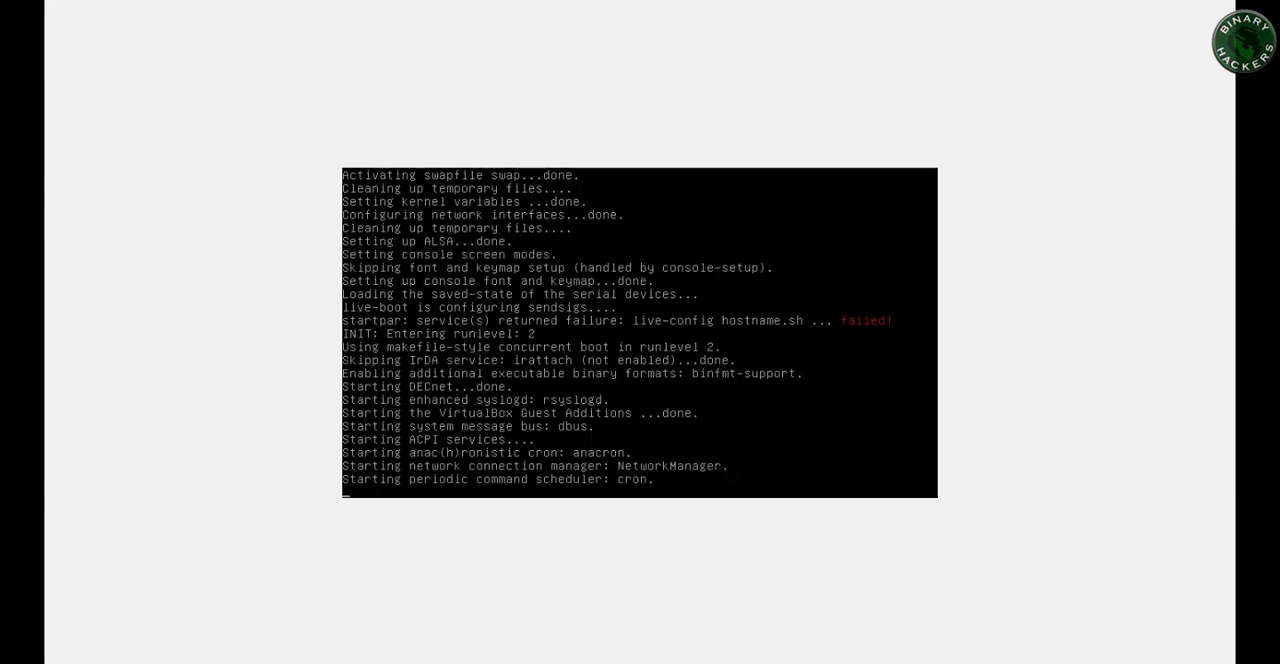 BINARY
HACKERS
Activating swapfile swap...done.
Cleaning up temporary files....
Setting kernel variables ...done.
Configuring network interfaces...done.
Cleaning up temporary files....
Setting up ALSA...done.
Setting console screen modes.
Skipping font and keymap setup (handled by console-setup).
Setting up console font and keymap...done.
Loading the saved-state of the serial devices...
live-boot is configuring sendsigs....
startpar: service(s) returned failure: live-config hostname.sh ... failed!
INIT: Entering runlevel: 2
Using makefile-style concurrent boot in runlevel 2.
Skipping IrDA service: irattach (not enabled)...done.
Enabling additional executable binary formats: binfmt-support.
Starting DECnet...done.
Starting enhanced syslogd: rsyslogd.
Starting the VirtualBox Guest Additions ...done.
Starting system message bus: dbus.
Starting ACPI services....
Starting anac(h)ronistic cron: anacron.
Starting network connection manager: NetworkManager.
Starting periodic command scheduler: cron.